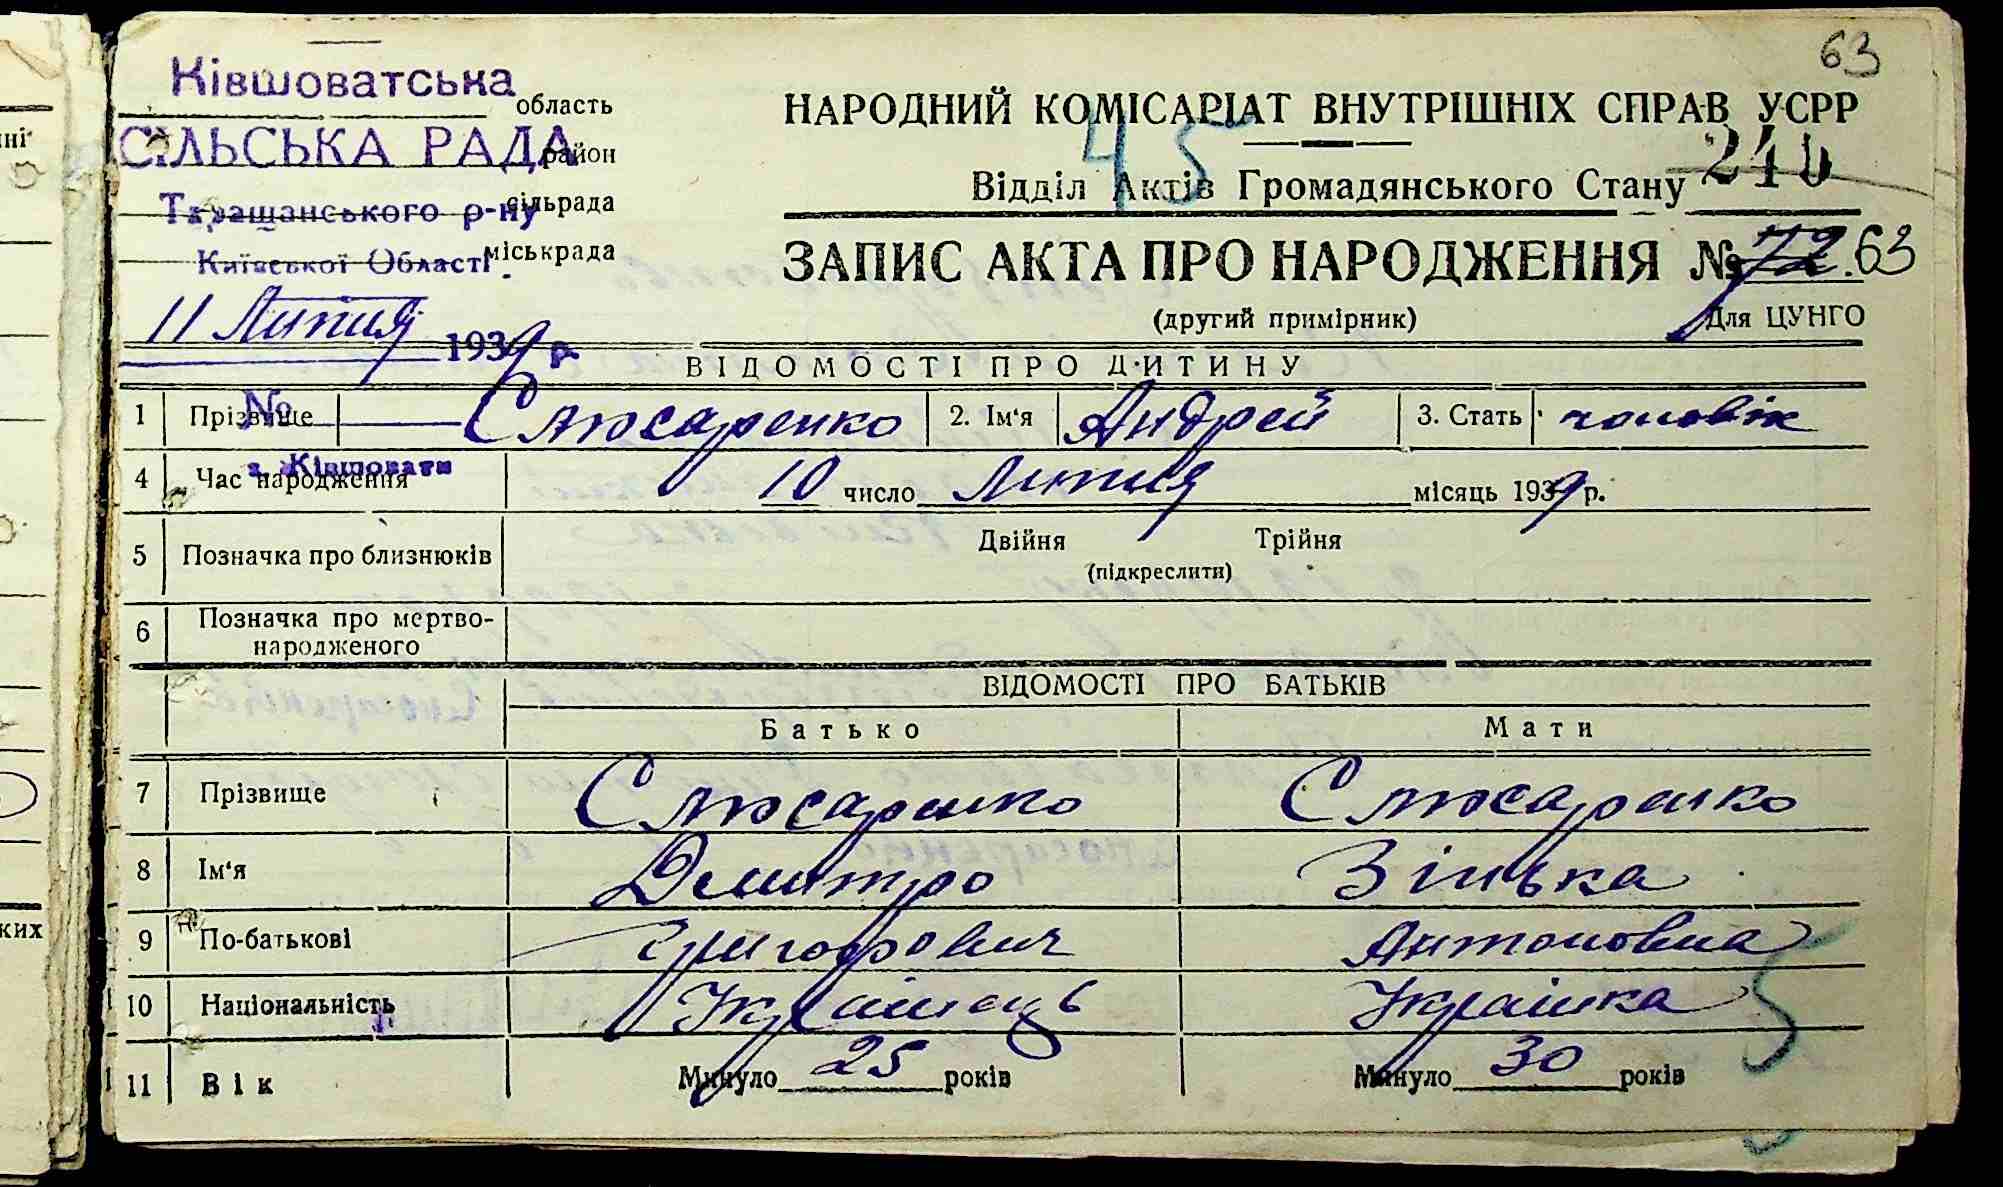 63
Ківшоватська область
СІЛЬСЬКА РАДА район
Таращанського р-ну сільрада
Київської Області міськрада
11 Липня 1939 р.
№
с. Ківшовати
НАРОДНИЙ КОМІСАРІАТ ВНУТРІШНІХ СПРАВ УСРР
45
Відділ Актів Громадянського Стану
ЗАПИС АКТА ПРО НАРОДЖЕННЯ № 72. 63
(другий примірник) Для ЦУНГО
ВІДОМОСТІ ПРО ДИТИНУ
1 Прізвище Слюсаренко 2. Ім‘я Андрей 3. Стать чоловік
4 Час народження 10 число Липня місяць 1939 р.
5 Позначка про близнюків Двійня Трійня
(підкреслити)
6 Позначка про мертво-
народженого
ВІДОМОСТІ ПРО БАТЬКІВ
Батько Мати
7 Прізвище Слюсаренко Слюсаренко
8 Ім‘я Дмитро Зінька
9 По-батькові Григорович Антоновна
10 Національність Українець Українка
11 Вік Минуло 25 років Минуло 30 років
ні
ких